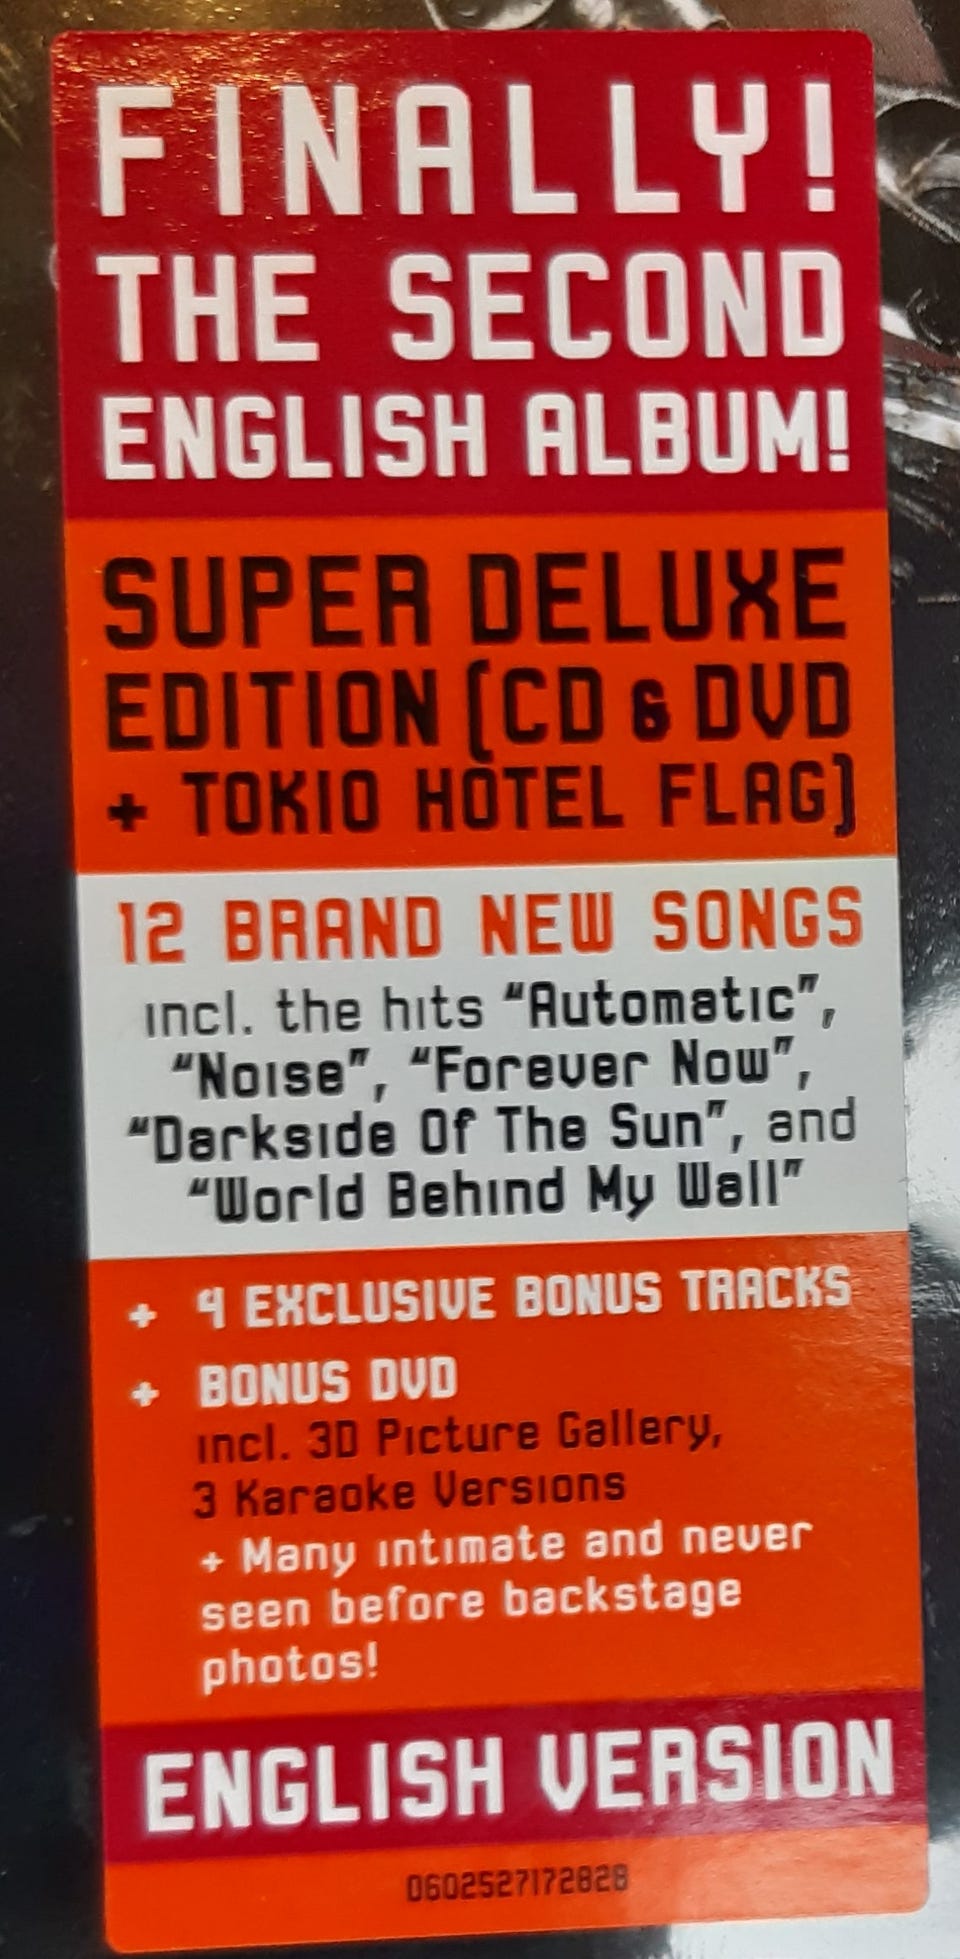 FINALLY!
THE SECOND
ENGLISH ALBUM!
SUPER DELUXE
EDITION (CD & DVD
+ TOKIO HOTEL FLAG)
12 BRAND NEW SONGS
incl. the hits "Automatic",
"Noise", "Forever Now",
"Darkside Of The Sun", and
"World Behind My Wall"
+ 4 EXCLUSIVE BONUS TRACKS
+ BONUS DVD
incl. 3D Picture Gallery,
3 Karaoke Versions
+ Many intimate and never
seen before backstage
photos!
ENGLISH VERSION
0602527172828